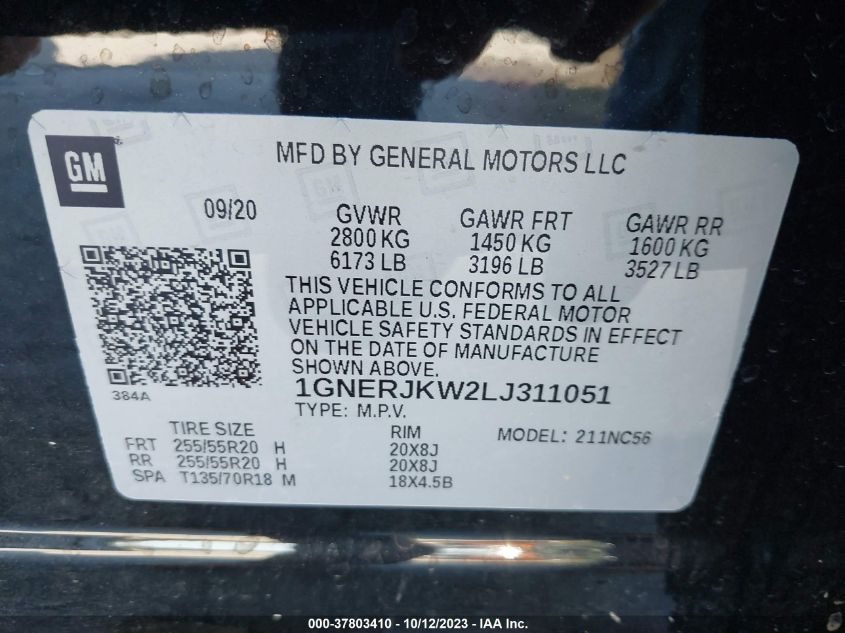 GM
MFD BY GENERAL MOTORS LLC
09/20
GVWR
2800 KG
6173 LB
GAWR FRT
1450 KG
3196 LB
GAWR RR
1600 KG
3527 LB
THIS VEHICLE CONFORMS TO ALL
APPLICABLE U.S. FEDERAL MOTOR
VEHICLE SAFETY STANDARDS IN EFFECT
ON THE DATE OF MANUFACTURE
SHOWN ABOVE.
384A
1GNERJKW2LJ311051
TYPE: M.P.V.
TIRE SIZE
RIM
MODEL: 211NC56
FRT 255/55R20 H 20X8J
RR 255/55R20 H 20X8J
SPA T135/70R18 M 18X4.5B
000-37803410 - 10/12/2023 - IAA Inc.